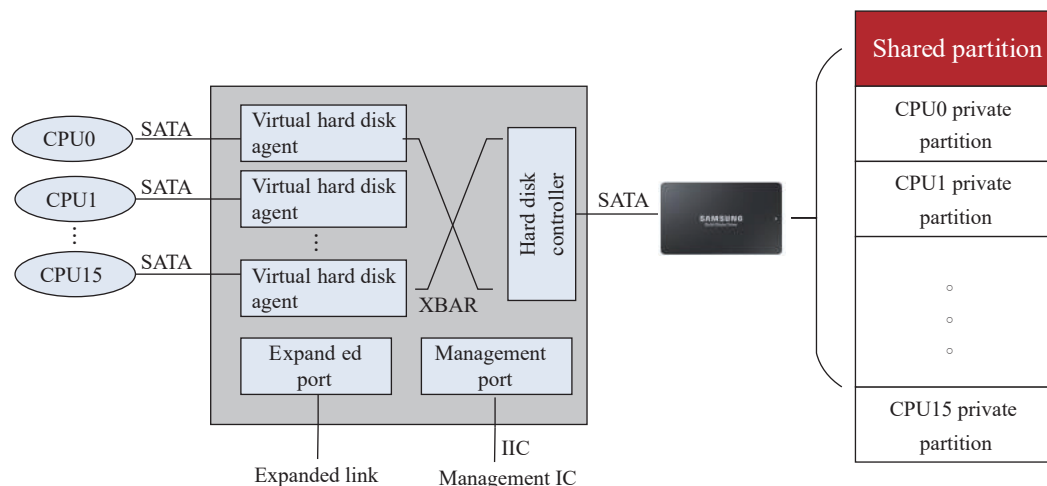 Shared partition
CPU0 private
partition
CPU1 private
partition
CPU15 private
partition
CPU0
SATA
CPU1
SATA
CPU15
SATA
Virtual hard disk
agent
Virtual hard disk
agent
Virtual hard disk
agent
XBAR
Hard disk
controller
SATA
SAMSUNG
Expand ed
port
Management
port
Expanded link
IIC
Management IC